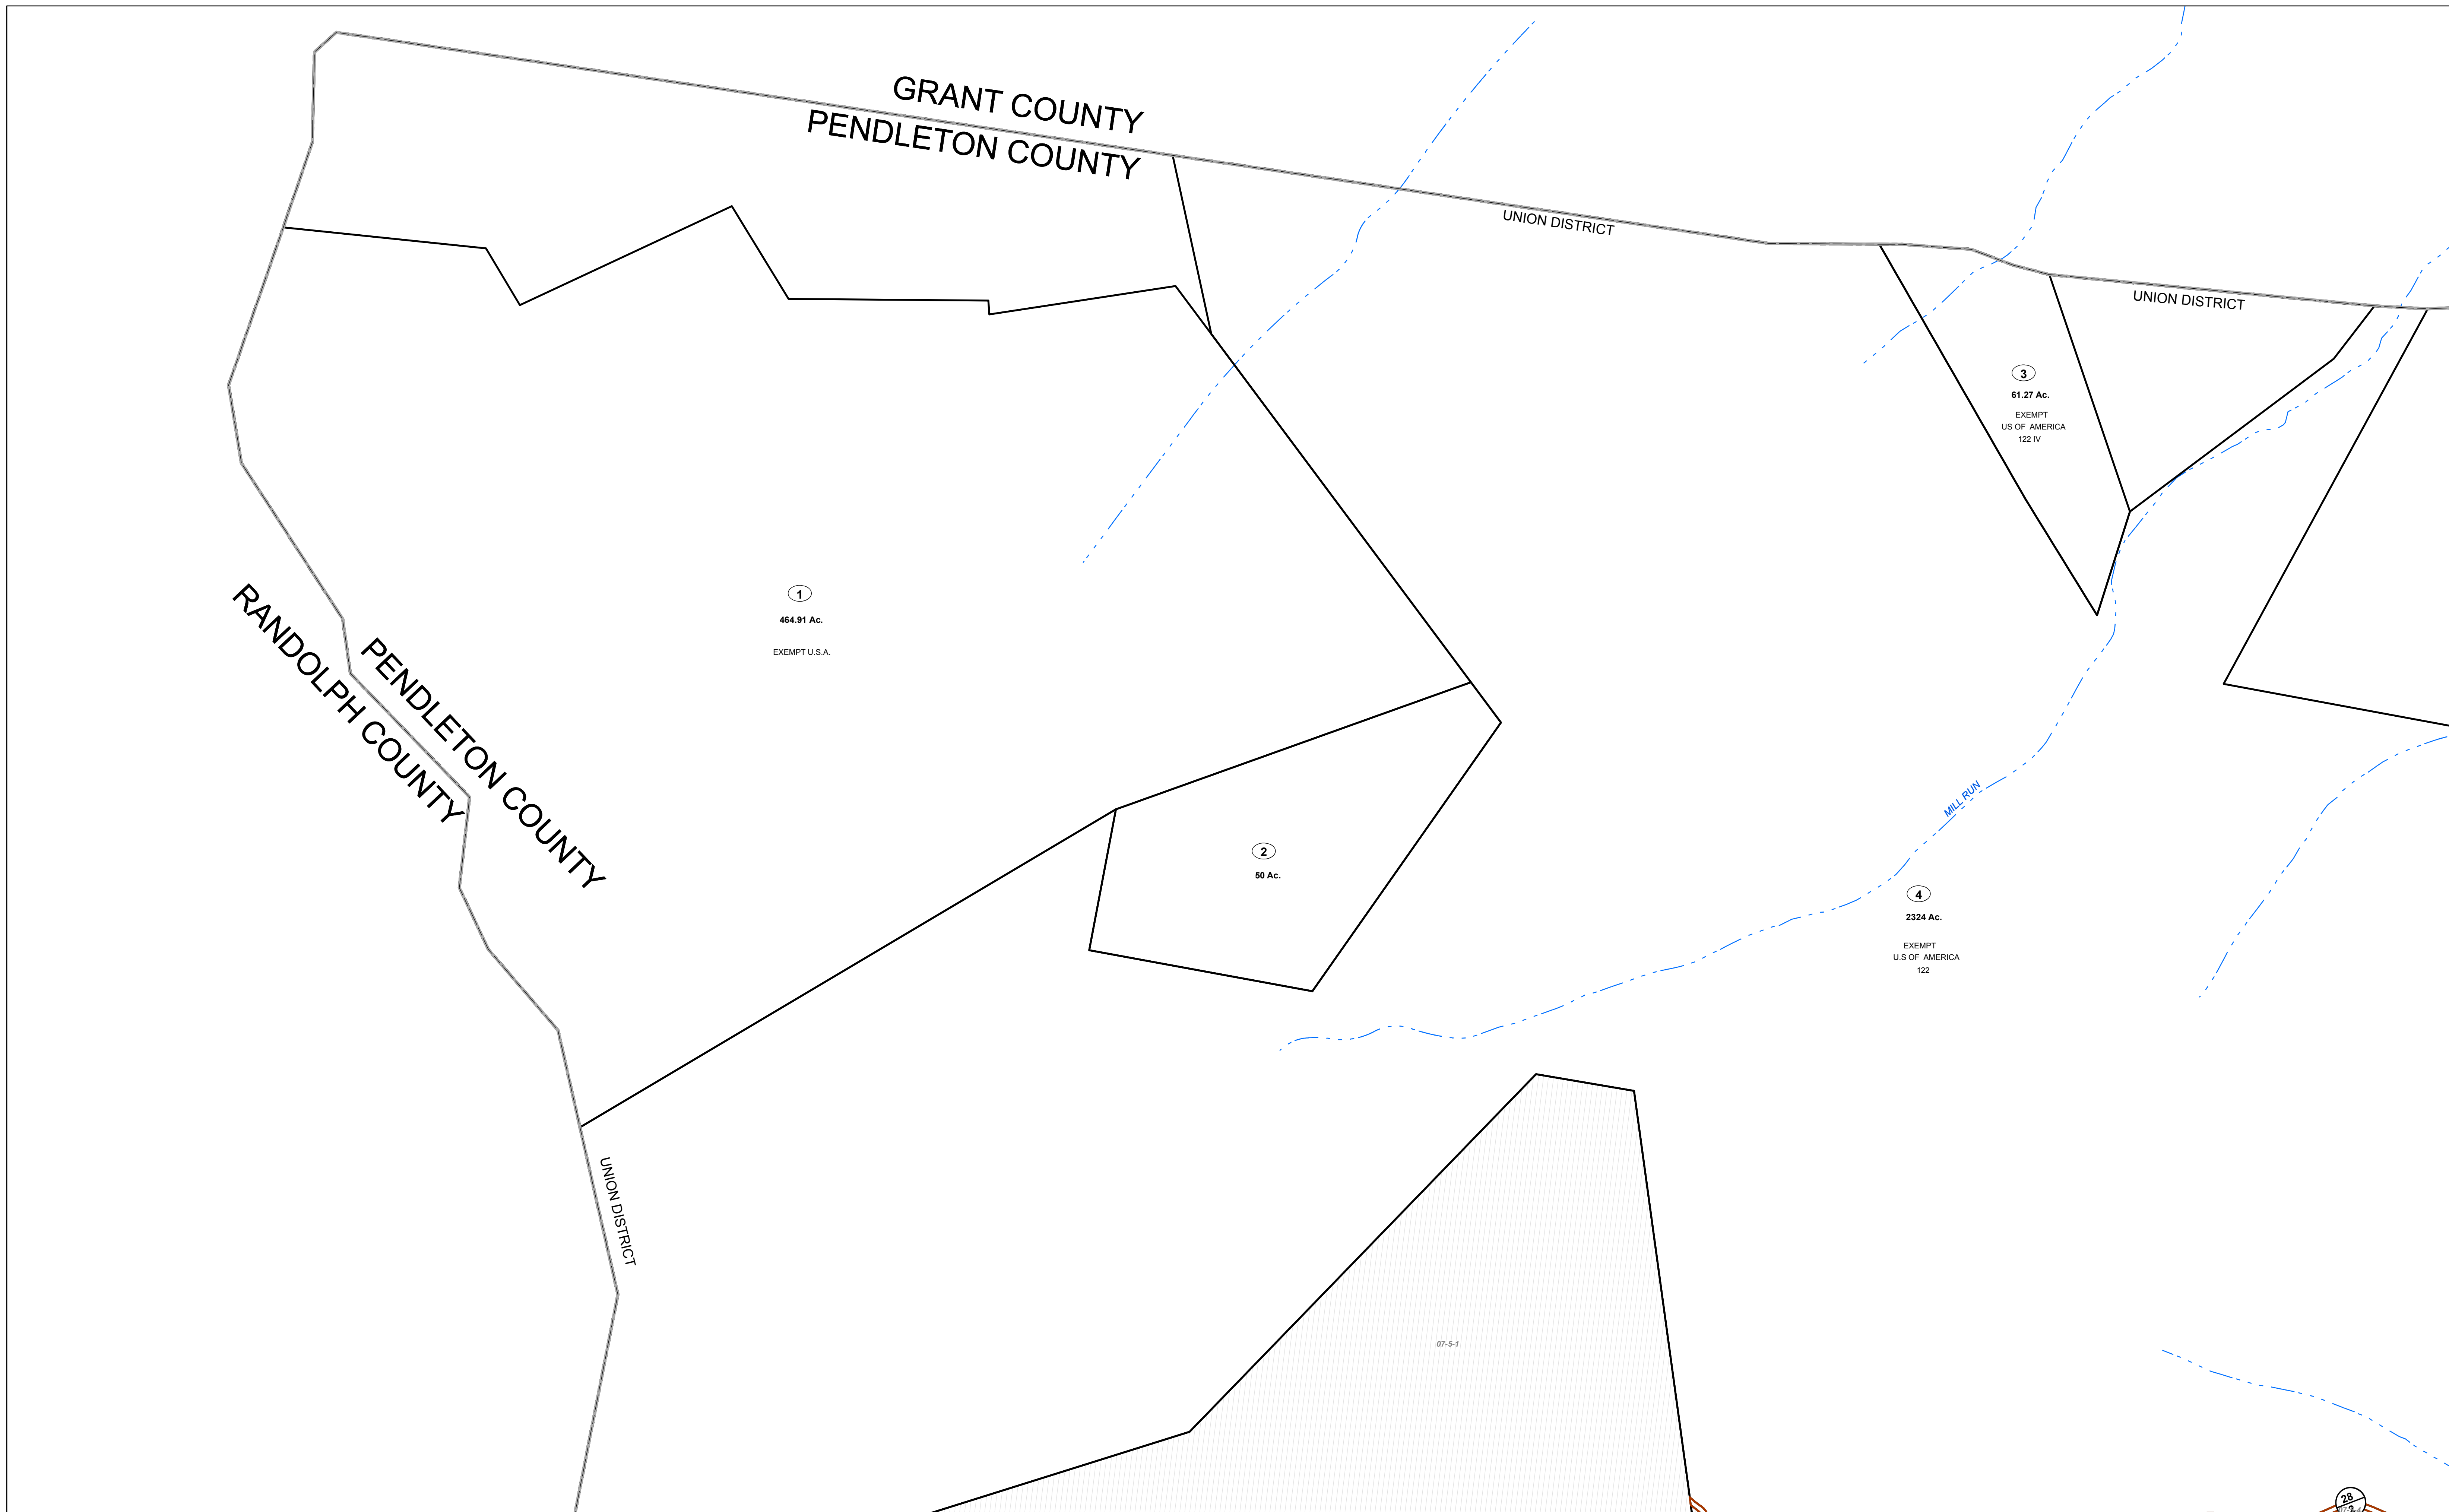 GRANT COUNTY
PENDLETON COUNTY
UNION DISTRICT
UNION DISTRICT
3
61.27 Ac.
EXEMPT
US OF AMERICA
122 IV
1
464.91 Ac.
EXEMPT U.S.A.
RANDOLPH COUNTY
PENDLETON COUNTY
MILL RUN
2
50 Ac.
4
2324 Ac.
EXEMPT
U.S OF AMERICA
122
UNION DISTRICT
07-5-1
28
2